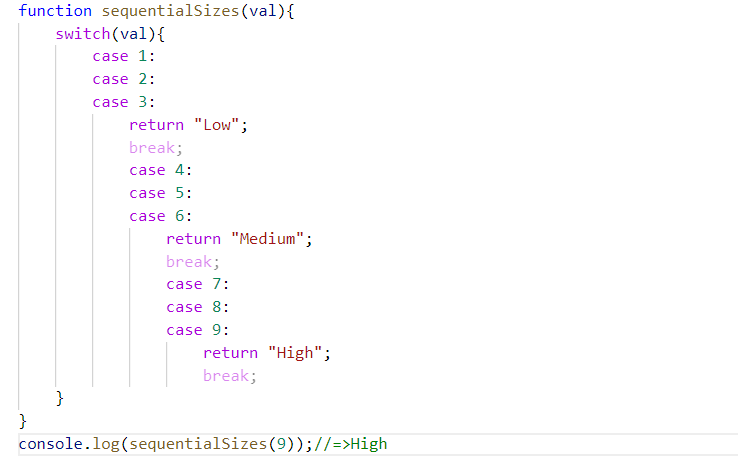 function sequentialSizes(val){
    switch(val){
        case 1:
        case 2:
        case 3:
            return "Low";
            break;
            case 4:
            case 5:
            case 6:
                return "Medium";
                break;
                case 7:
                case 8:
                case 9:
                    return "High";
                    break;
    }
}
console.log(sequentialSizes(9));//=>High